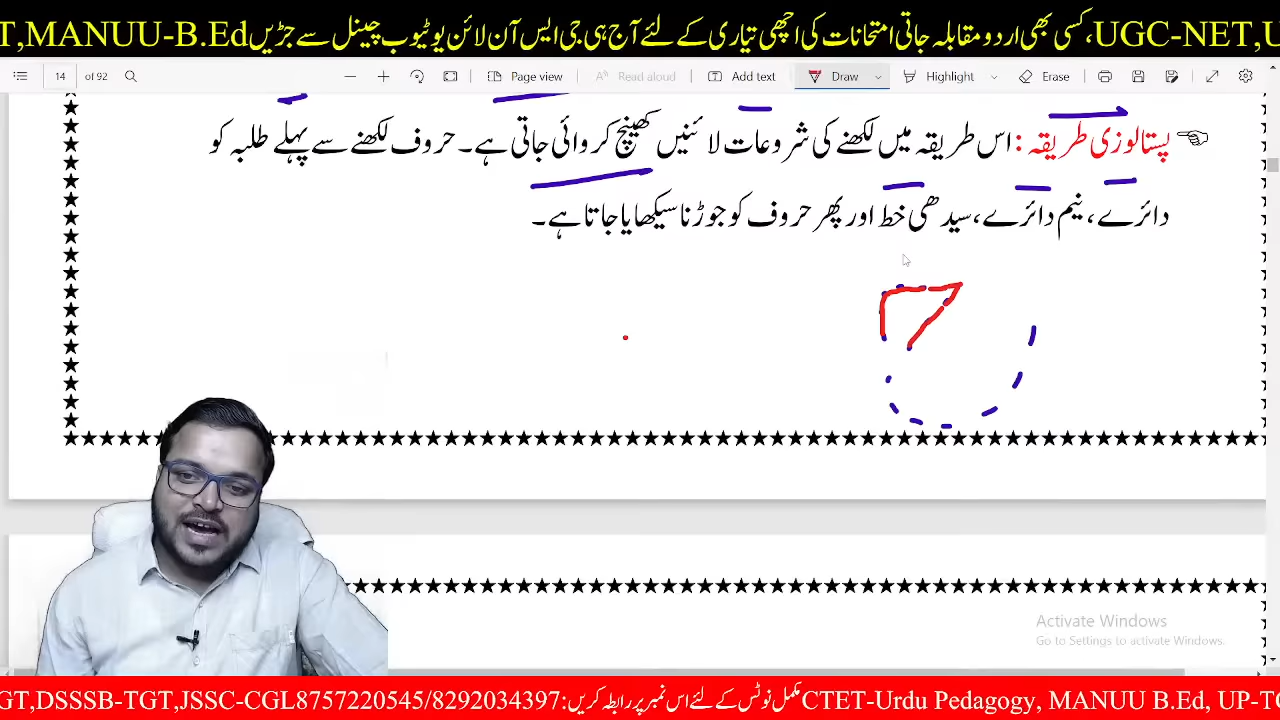 T,MANUU-B.Ed کسی بھی اردو مقابلہ جاتی امتحانات کی اچھی تیاری کے لئے آج ہی جی ایس آن لائن یوٹیوب چینل سے جڑیں ،UGC-NET,U
14 of 92 Page view Read aloud Add text Draw Highlight Erase
پستالوزی طریقہ : اس طریقہ میں لکھنے کی شروعات لائنیں کھینچ کر وائی جاتی ہے۔ حروف لکھنے سے پہلے طلبہ کو
دائرے، نیم دائرے، سیدھی خط اور پھر حروف کو جوڑنا سیکھایا جاتا ہے۔
Activate Windows
Go to Settings to activate Windows.
GT,DSSSB-TGT,JSSC-CGL8757220545/8292034397:مکمل نوٹس کے لئے اس نمبر پر رابطہ کریں CTET-Urdu Pedagogy, MANUU B.Ed, UP-TG